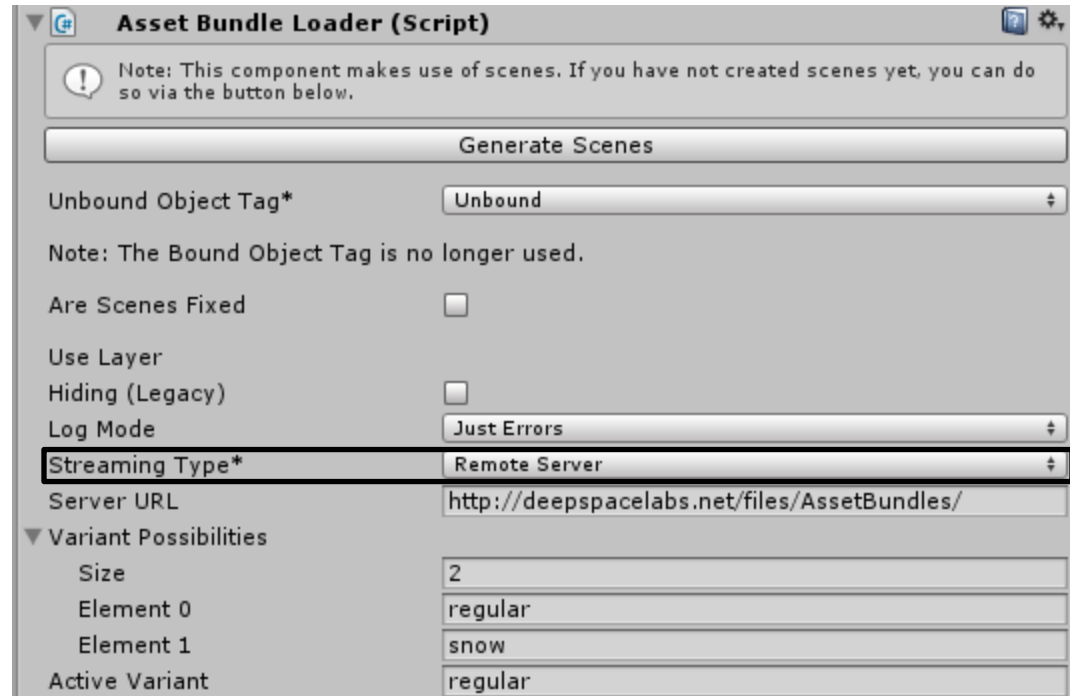 Asset Bundle Loader (Script)
Note: This component makes use of scenes. If you have not created scenes yet, you can do
so via the button below.
Generate Scenes
Unbound Object Tag* Unbound
Note: The Bound Object Tag is no longer used.
Are Scenes Fixed
Use Layer
Hiding (Legacy)
Log Mode Just Errors
Streaming Type* Remote Server
Server URL http://deepspacelabs.net/files/AssetBundles/
Variant Possibilities
Size 2
Element 0 regular
Element 1 snow
Active Variant regular